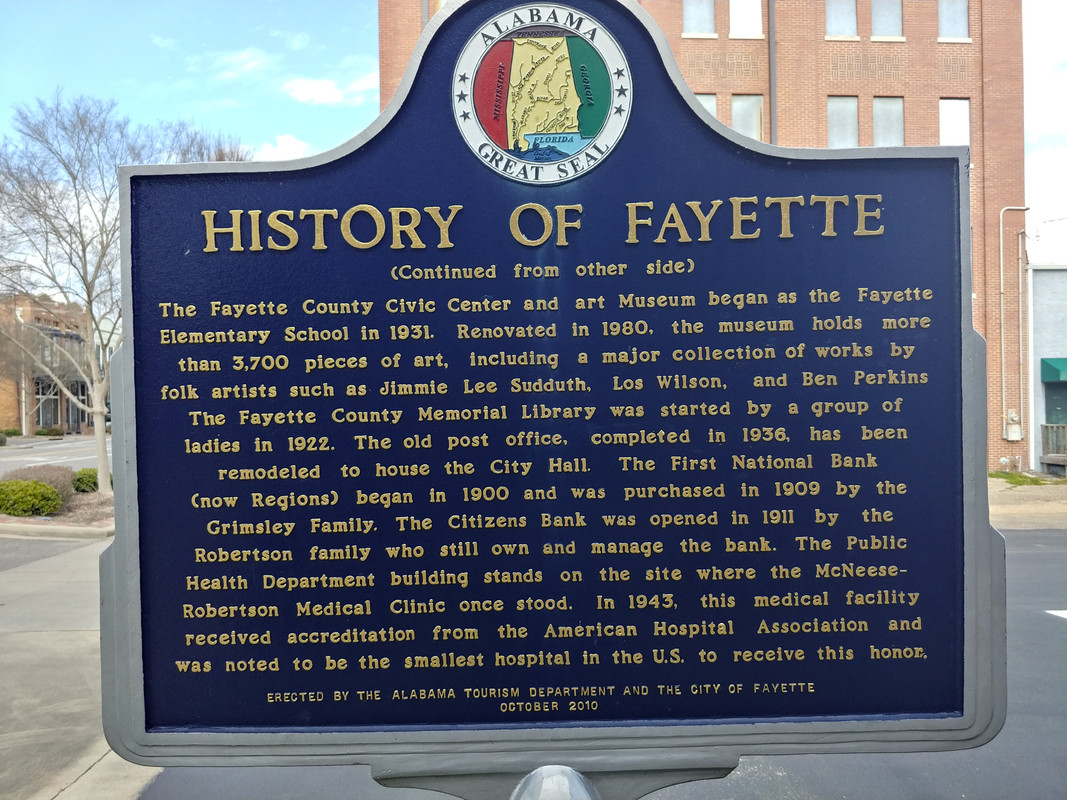 ALABAMA
TENNESSEE
MISSISSIPPI
GEORGIA
FLORIDA
GREAT SEAL
HISTORY OF FAYETTE
(Continued from other side)
The Fayette County Civic Center and art Museum began as the Fayette
Elementary School in 1931. Renovated in 1980, the museum holds more
than 3,700 pieces of art, including a major collection of works by
folk artists such as Jimmie Lee Sudduth, Los Wilson, and Ben Perkins
The Fayette County Memorial Library was started by a group of
ladies in 1922. The old post office, completed in 1936, has been
remodeled to house the City Hall. The First National Bank
(now Regions) began in 1900 and was purchased in 1909 by the
Grimsley Family. The Citizens Bank was opened in 1911 by the
Robertson family who still own and manage the bank. The Public
Health Department building stands on the site where the McNeese-
Robertson Medical Clinic once stood. In 1943, this medical facility
received accreditation from the American Hospital Association and
was noted to be the smallest hospital in the U.S. to receive this honor.
ERECTED BY THE ALABAMA TOURISM DEPARTMENT AND THE CITY OF FAYETTE
OCTOBER 2010